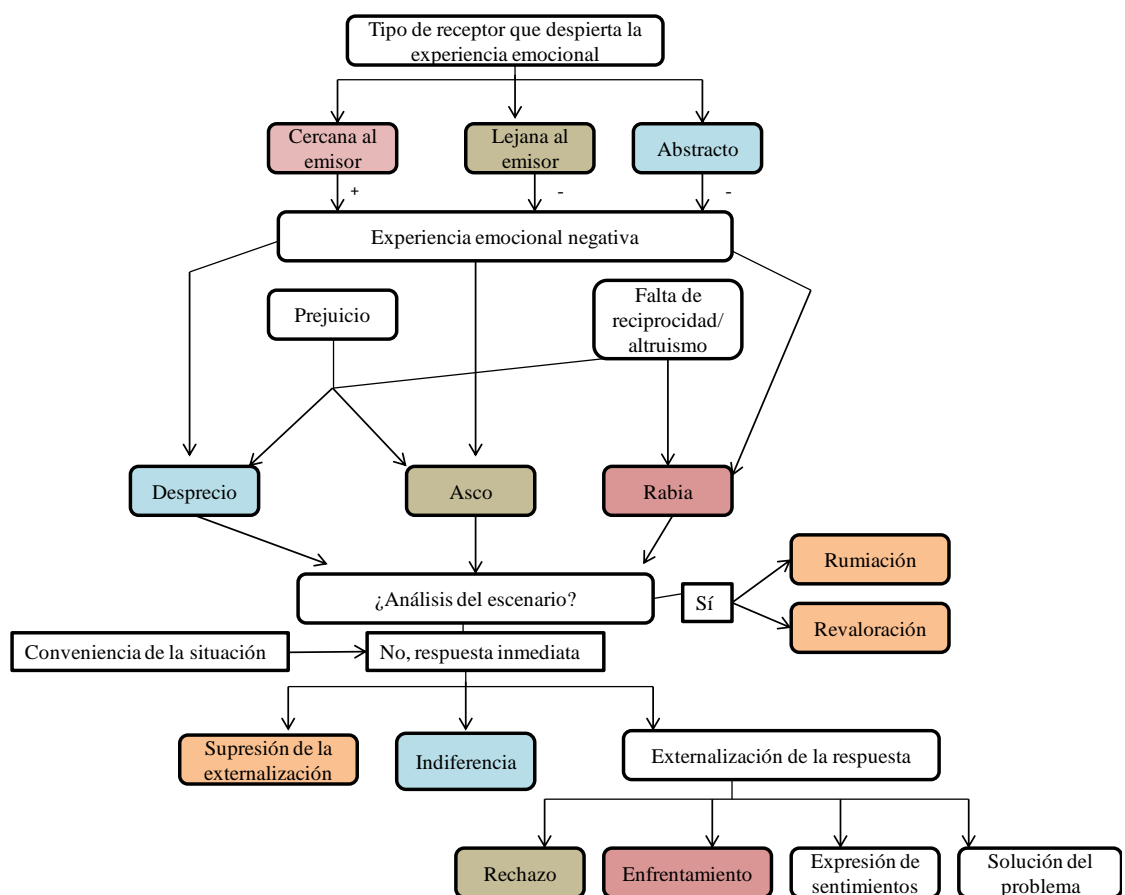 Tipo de receptor que despierta la
experiencia emocional
Cercana al
emisor
Lejana al
emisor
Abstracto
+
-
-
Experiencia emocional negativa
Prejuicio
Falta de
reciprocidad/
altruismo
Desprecio
Asco
Rabia
¿Análisis del escenario?
Sí
Rumiación
Revaloración
Conveniencia de la situación
No, respuesta inmediata
Supresión de la
externalización
Indiferencia
Externalización de la respuesta
Rechazo
Enfrentamiento
Expresión de
sentimientos
Solución del
problema